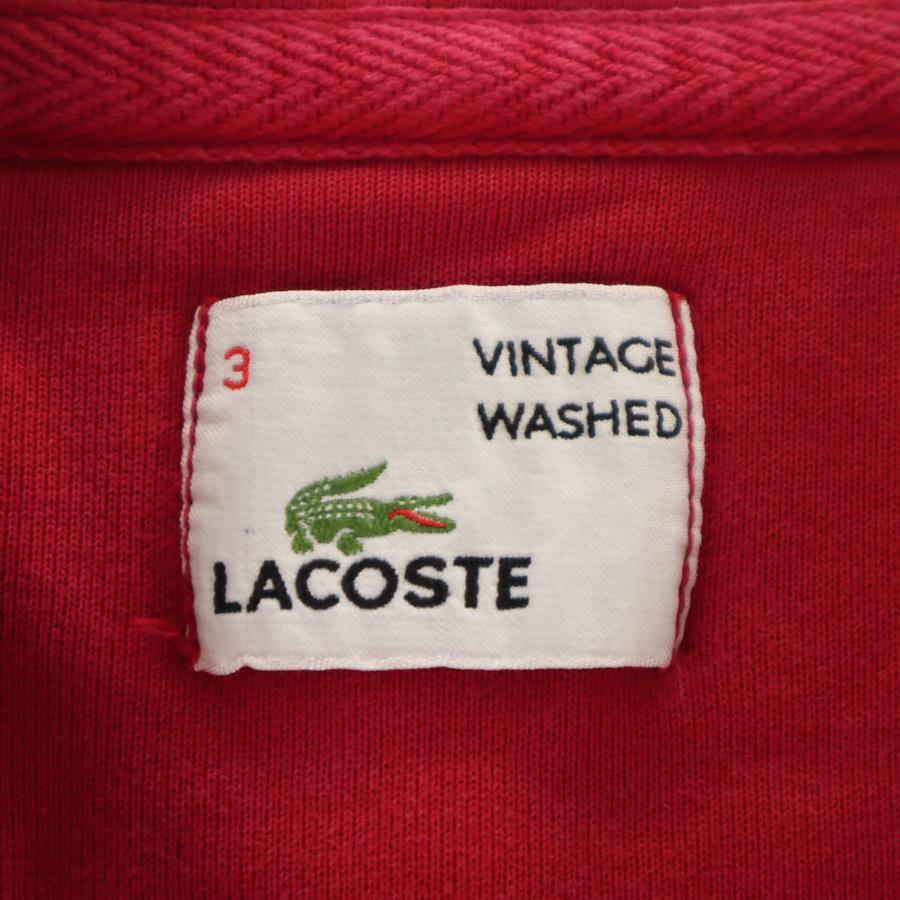 3
VINTAGE
WASHED
LACOSTE